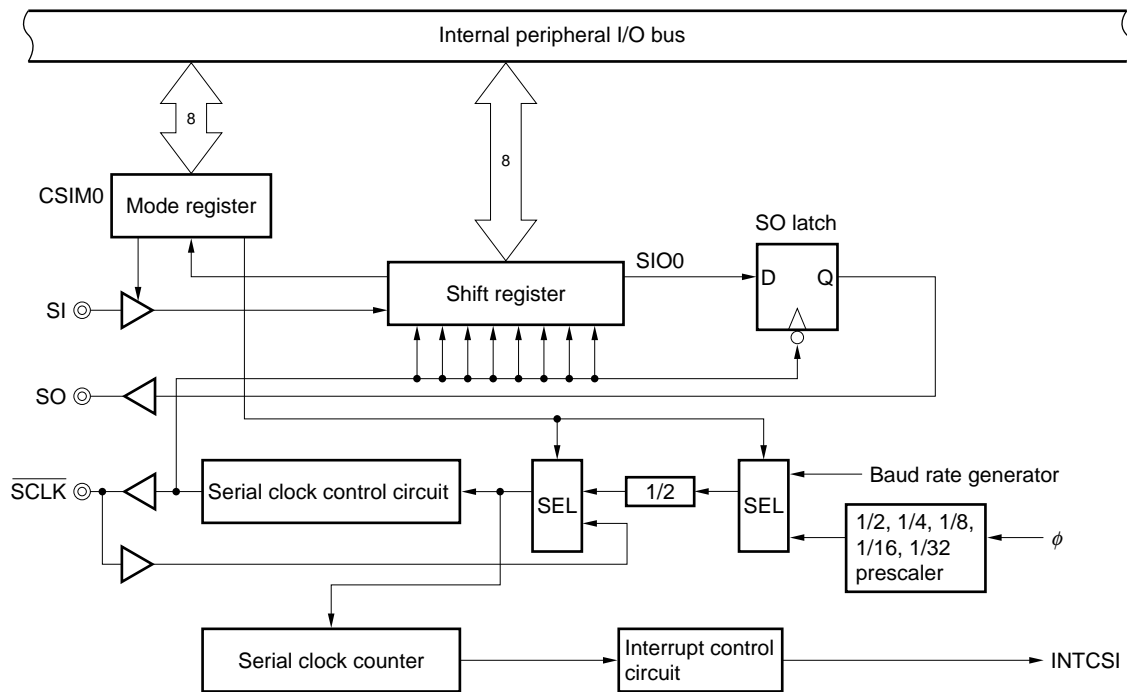 Internal peripheral I/O bus
8
8
CSIM0
Mode register
SO latch
SIO0
D
Q
Shift register
SI
SO
SCLK
Serial clock control circuit
SEL
1/2
SEL
Baud rate generator
1/2, 1/4, 1/8,
1/16, 1/32
prescaler
ϕ
Serial clock counter
Interrupt control
circuit
INTCSI